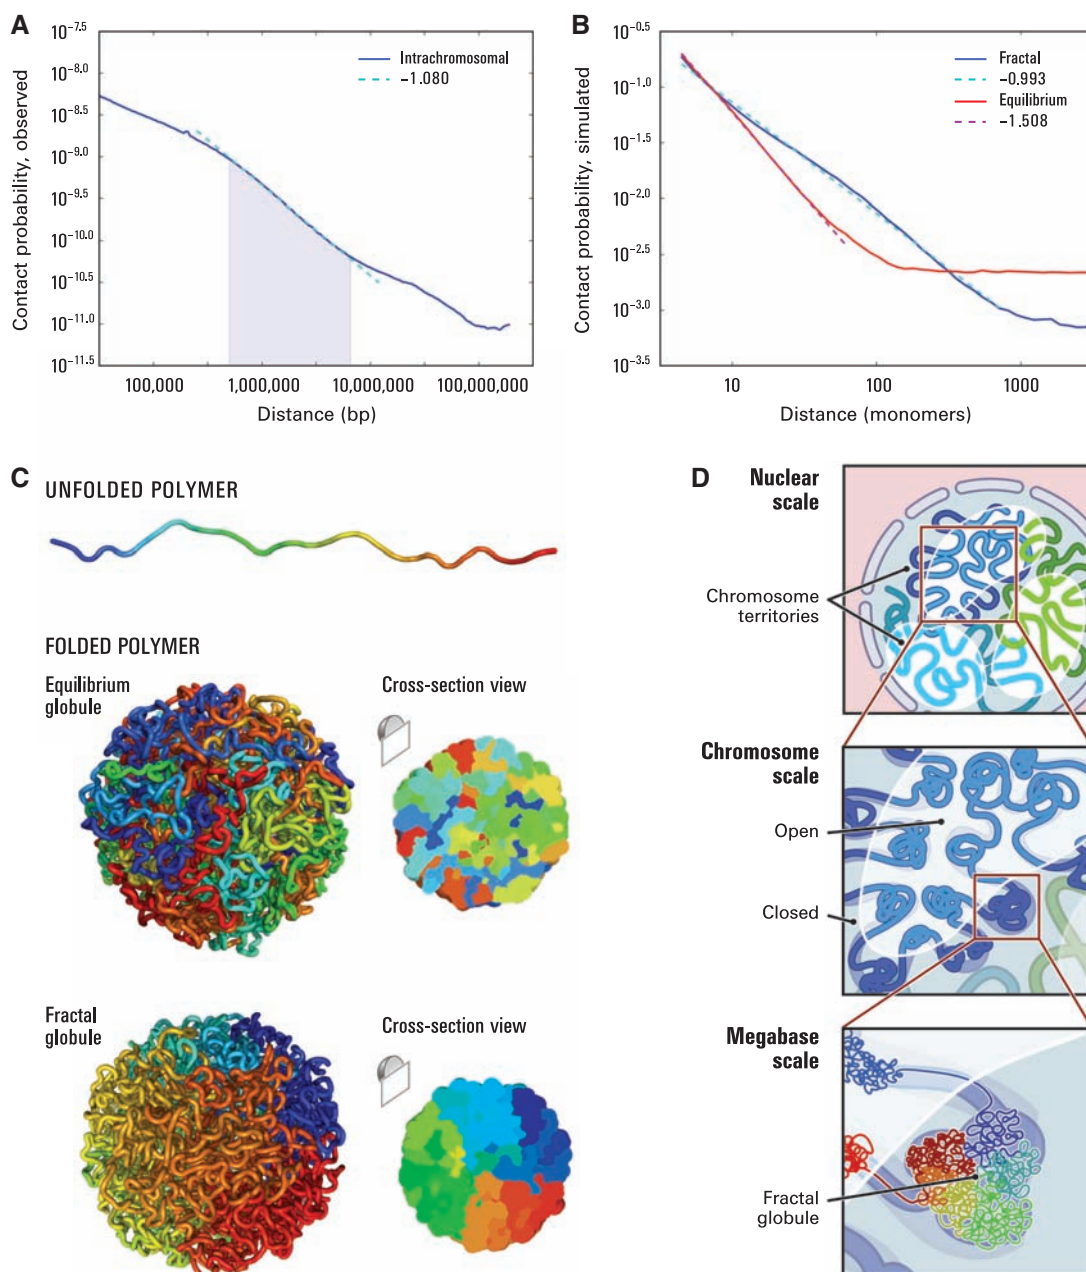 A
Contact probability, observed
10^-7.5
10^-8.0
10^-8.5
10^-9.0
10^-9.5
10^-10.0
10^-10.5
10^-11.0
10^-11.5
Intrachromosomal
−1.080
100,000
1,000,000
10,000,000
100,000,000
Distance (bp)
B
Contact probability, simulated
10^-0.5
10^-1.0
10^-1.5
10^-2.0
10^-2.5
10^-3.0
10^-3.5
Fractal
−0.993
Equilibrium
−1.508
10
100
1000
Distance (monomers)
C
UNFOLDED POLYMER
FOLDED POLYMER
Equilibrium
globule
Cross-section view
Fractal
globule
Cross-section view
D
Nuclear
scale
Chromosome
territories
Chromosome
scale
Open
Closed
Megabase
scale
Fractal
globule